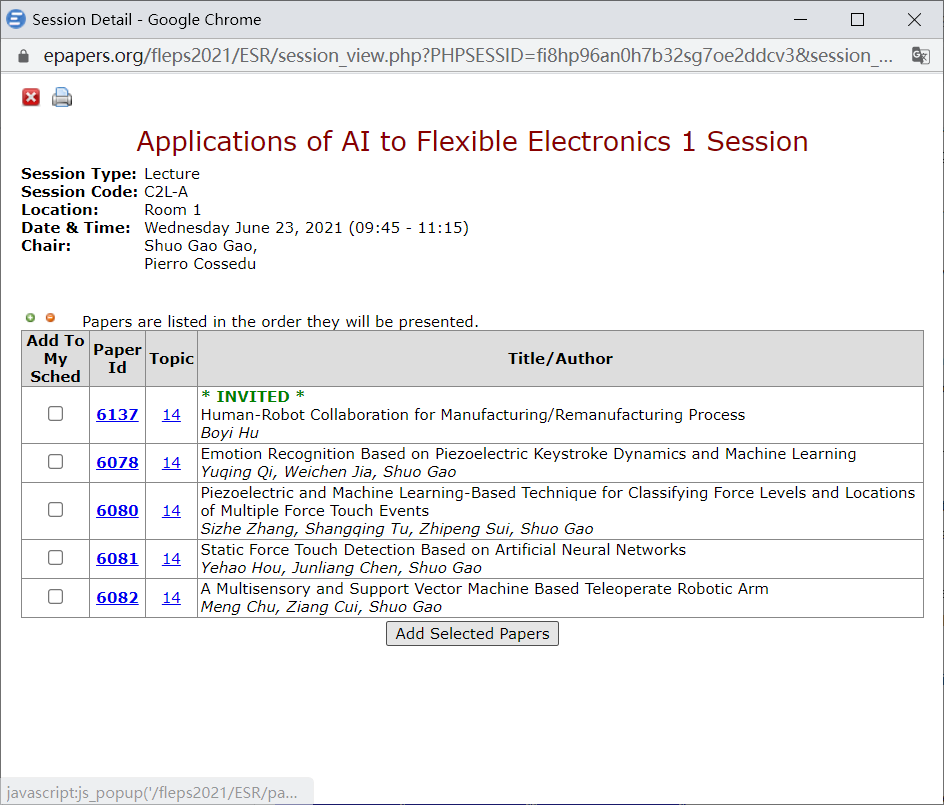 Session Detail - Google Chrome
epapers.org/fleps2021/ESR/session_view.php?PHPSESSID=fi8hp96an0h7b32sg7oe2ddcv3&session_...
Applications of AI to Flexible Electronics 1 Session
Session Type: Lecture
Session Code: C2L-A
Location: Room 1
Date & Time: Wednesday June 23, 2021 (09:45 - 11:15)
Chair: Shuo Gao Gao,
Pierro Cossedu
Papers are listed in the order they will be presented.
Add To My Sched Paper Id Topic Title/Author
* INVITED *
6137 14 Human-Robot Collaboration for Manufacturing/Remanufacturing Process
Boyi Hu
6078 14 Emotion Recognition Based on Piezoelectric Keystroke Dynamics and Machine Learning
Yuqing Qi, Weichen Jia, Shuo Gao
6080 14 Piezoelectric and Machine Learning-Based Technique for Classifying Force Levels and Locations
of Multiple Force Touch Events
Sizhe Zhang, Shangqing Tu, Zhipeng Sui, Shuo Gao
6081 14 Static Force Touch Detection Based on Artificial Neural Networks
Yehao Hou, Junliang Chen, Shuo Gao
6082 14 A Multisensory and Support Vector Machine Based Teleoperate Robotic Arm
Meng Chu, Ziang Cui, Shuo Gao
Add Selected Papers
javascript:js_popup('/fleps2021/ESR/pa...